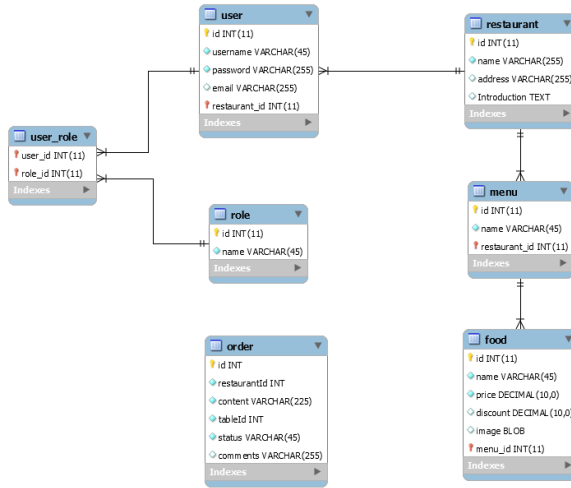 user
id INT(11)
username VARCHAR(45)
password VARCHAR(255)
email VARCHAR(255)
restaurant_id INT(11)
Indexes
restaurant
id INT(11)
name VARCHAR(255)
address VARCHAR(255)
Introduction TEXT
Indexes
user_role
user_id INT(11)
role_id INT(11)
Indexes
role
id INT(11)
name VARCHAR(45)
Indexes
menu
id INT(11)
name VARCHAR(45)
restaurant_id INT(11)
Indexes
order
id INT
restaurantId INT
content VARCHAR(225)
tableId INT
status VARCHAR(45)
comments VARCHAR(255)
Indexes
food
id INT(11)
name VARCHAR(45)
price DECIMAL(10,0)
discount DECIMAL(10,0)
image BLOB
menu_id INT(11)
Indexes